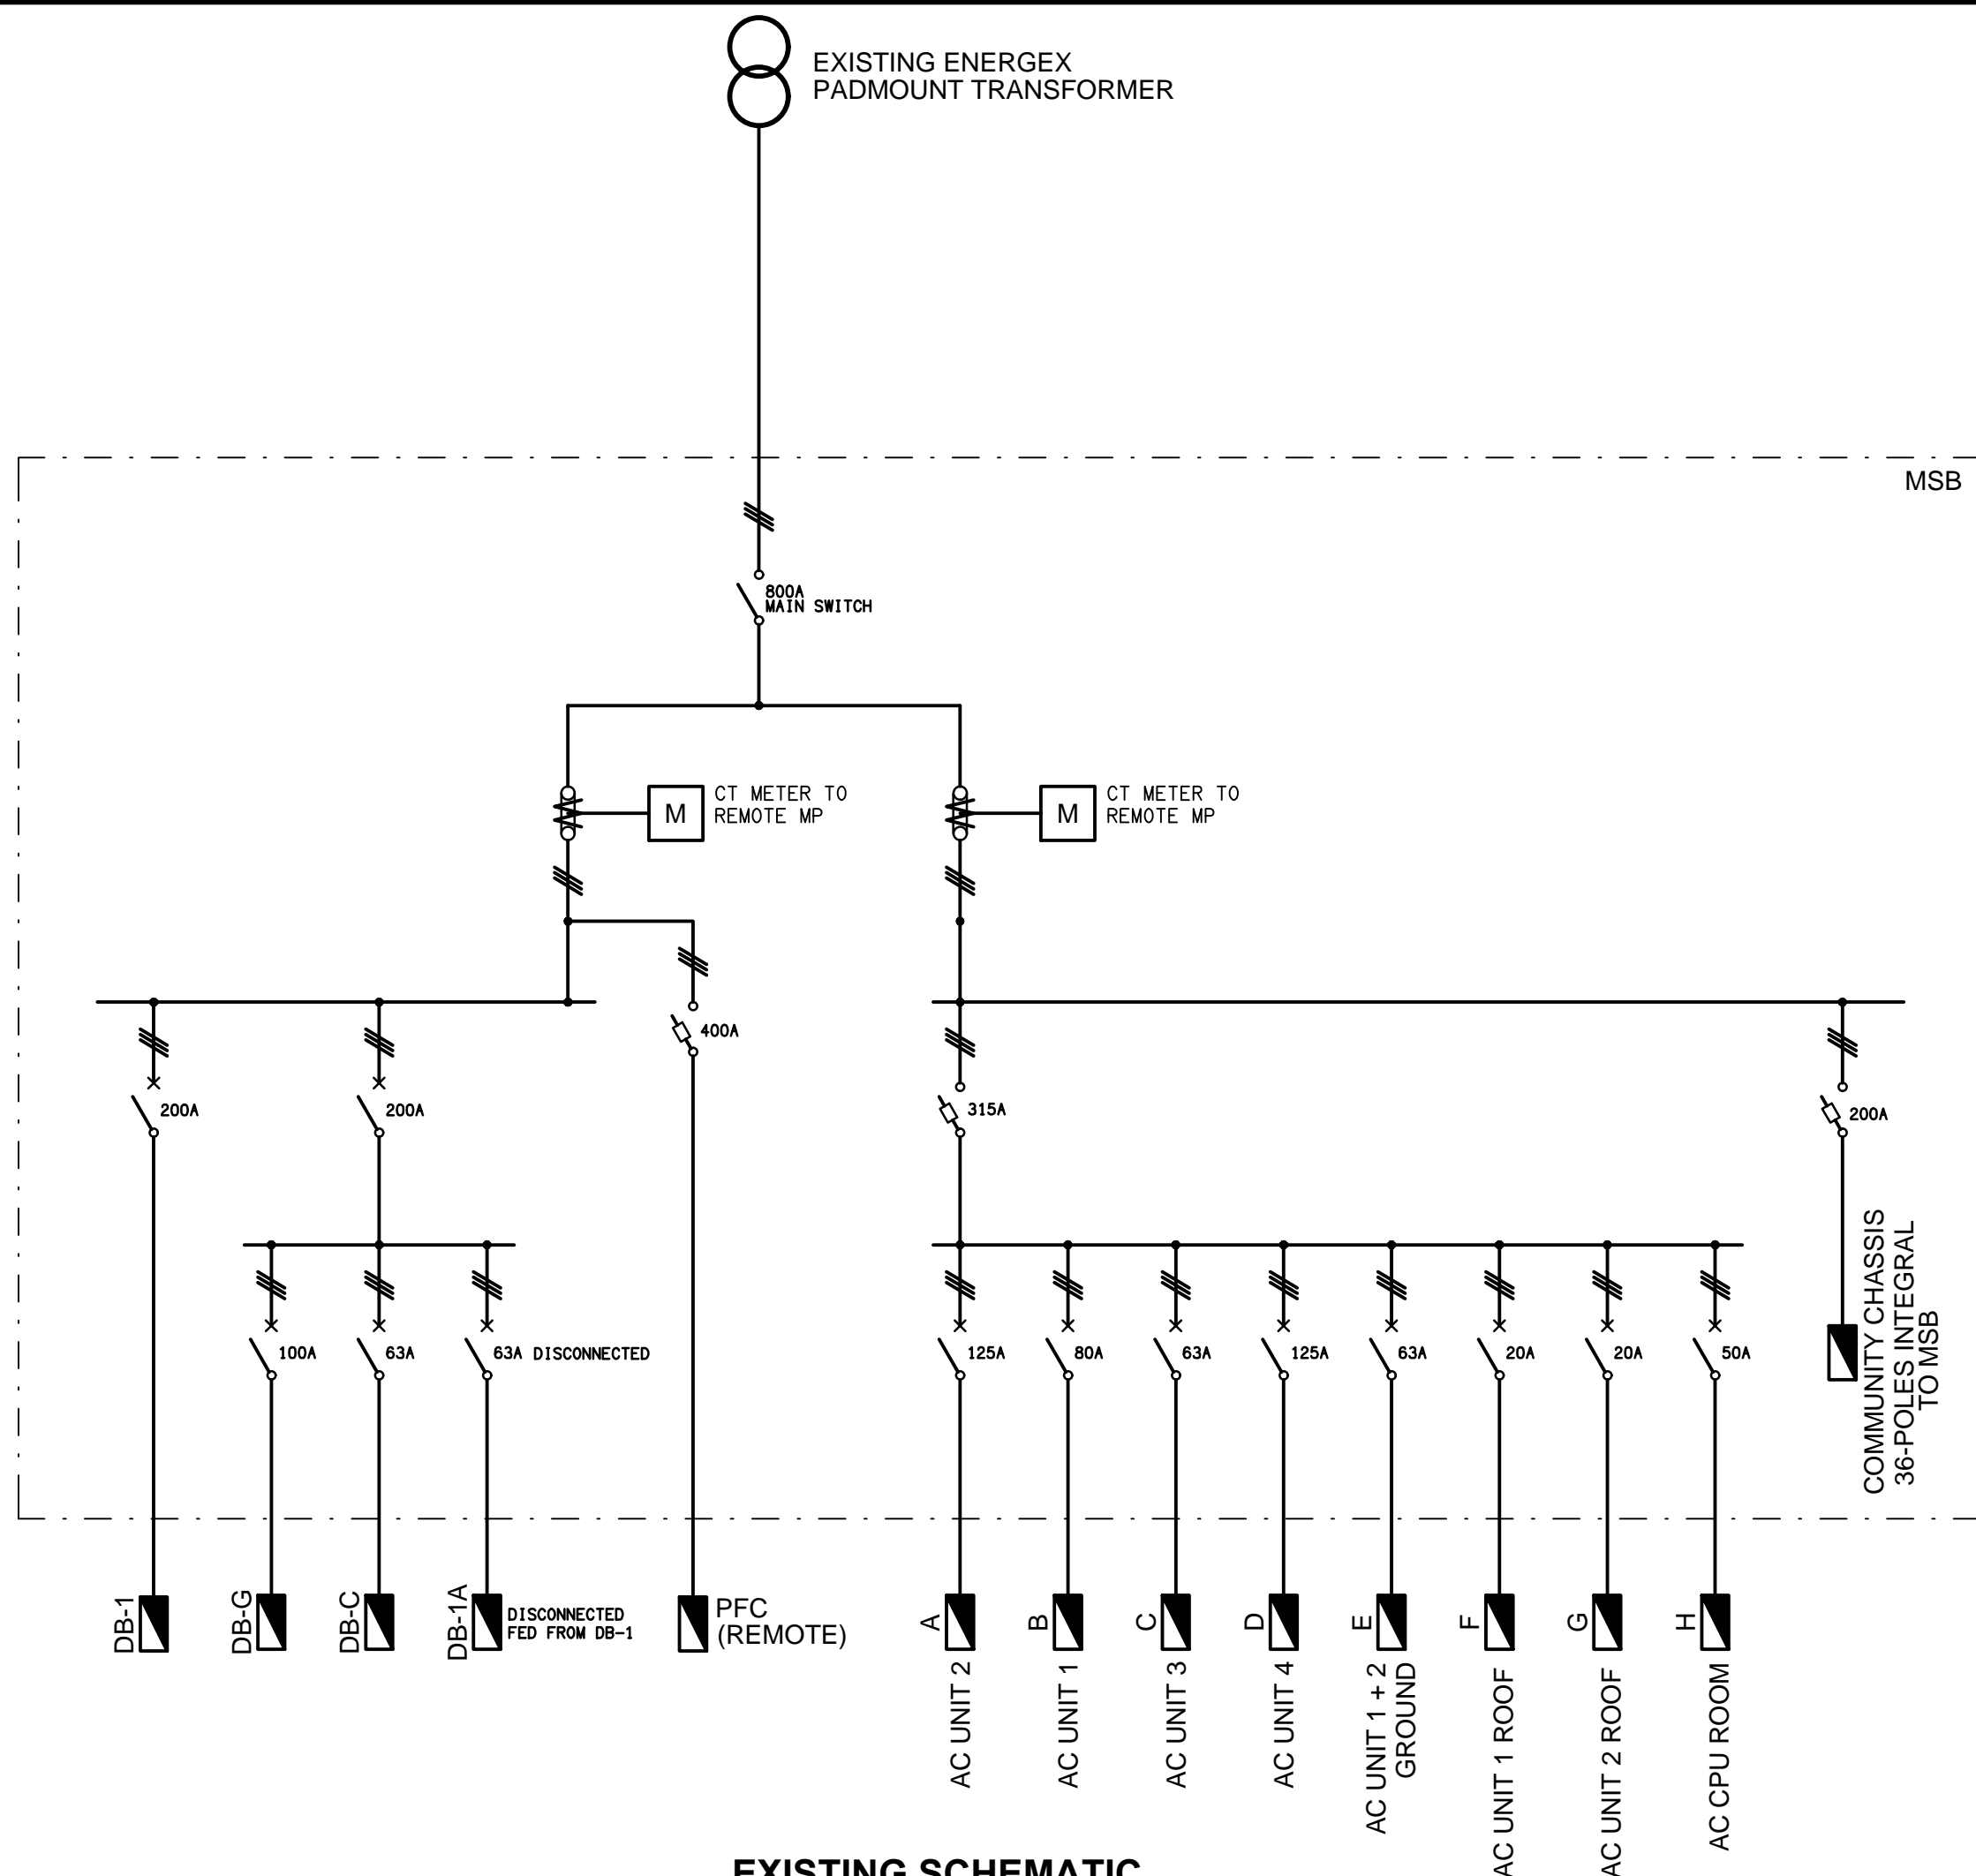 EXISTING ENERGEX
PADMOUNT TRANSFORMER
MSB
800A
MAIN SWITCH
M
CT METER TO
REMOTE MP
M
CT METER TO
REMOTE MP
400A
200A
200A
315A
200A
100A
63A
63A DISCONNECTED
125A
80A
63A
125A
63A
20A
20A
50A
COMMUNITY CHASSIS
36-POLES INTEGRAL
TO MSB
DB-1
DB-G
DB-C
DB-1A
DISCONNECTED
FED FROM DB-1
PFC
(REMOTE)
A
B
C
D
E
F
G
H
AC UNIT 2
AC UNIT 1
AC UNIT 3
AC UNIT 4
AC UNIT 1 + 2
GROUND
AC UNIT 1 ROOF
AC UNIT 2 ROOF
AC CPU ROOM
EXISTING SCHEMATIC